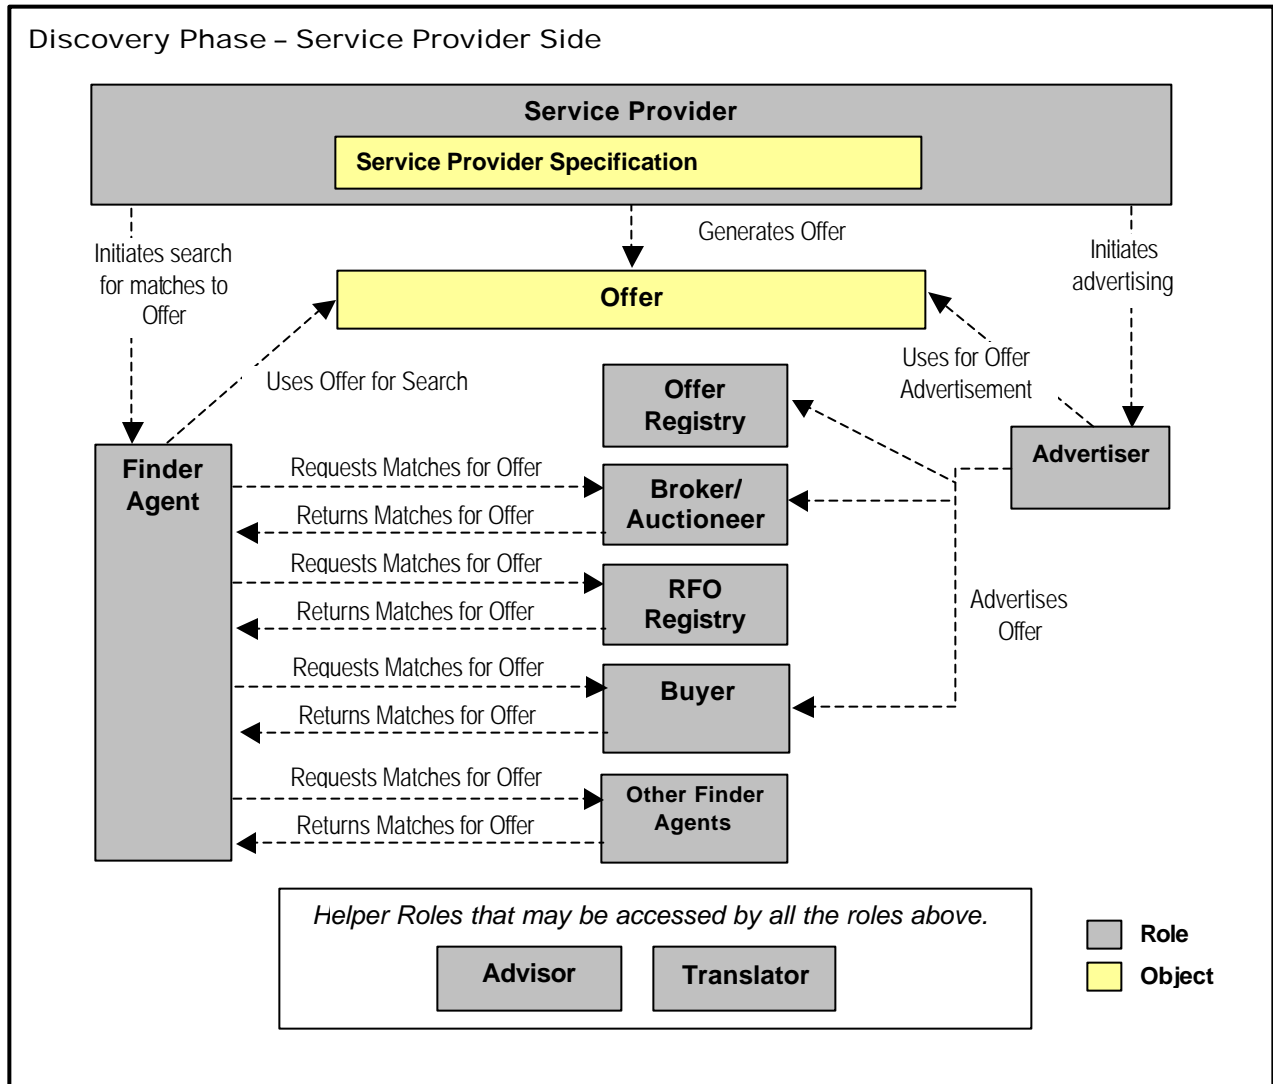 Discovery Phase – Service Provider Side
Service Provider
Service Provider Specification
Initiates search
for matches to
Offer
Generates Offer
Initiates
advertising
Offer
Uses Offer for Search
Uses for Offer
Advertisement
Offer
Registry
Finder
Agent
Advertiser
Requests Matches for Offer
Broker/
Auctioneer
Returns Matches for Offer
Requests Matches for Offer
RFO
Registry
Returns Matches for Offer
Advertises
Offer
Requests Matches for Offer
Buyer
Returns Matches for Offer
Requests Matches for Offer
Other Finder
Agents
Returns Matches for Offer
Helper Roles that may be accessed by all the roles above.
Advisor
Translator
Role
Object